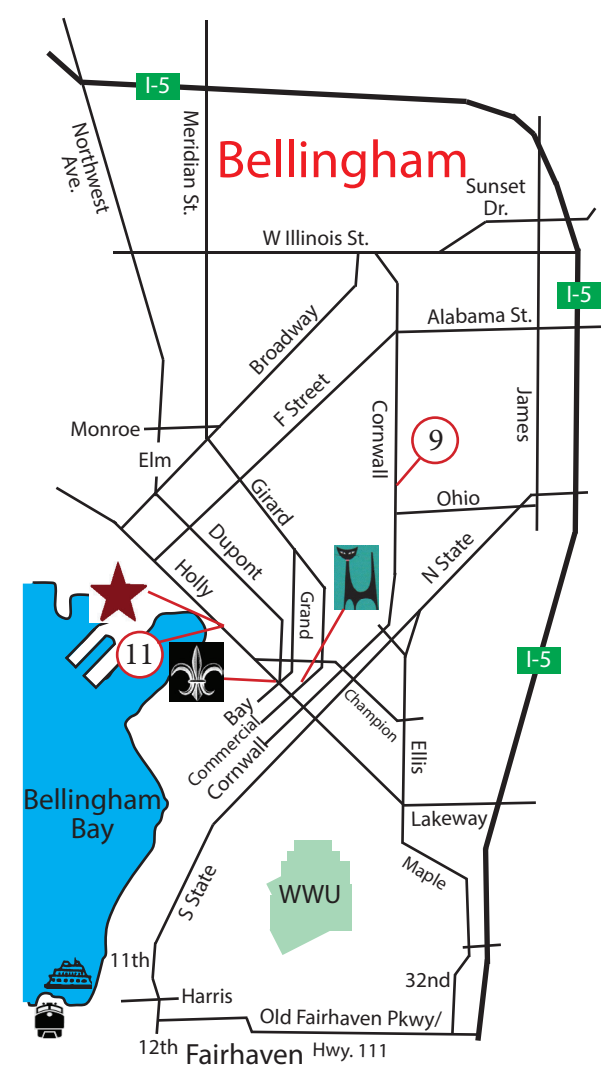 I-5
Northwest
Ave.
Meridian St.
Bellingham
Sunset
Dr.
W Illinois St.
I-5
Broadway
Alabama St.
F Street
Cornwall
James
Monroe
9
Elm
Girard
Ohio
Dupont
N State
Holly
Grand
11
I-5
Bay
Commercial
Cornwall
Champion
Ellis
Bellingham
Bay
Lakeway
Maple
WWU
S State
11th
32nd
Harris
Old Fairhaven Pkwy/
12th
Fairhaven
Hwy. 111